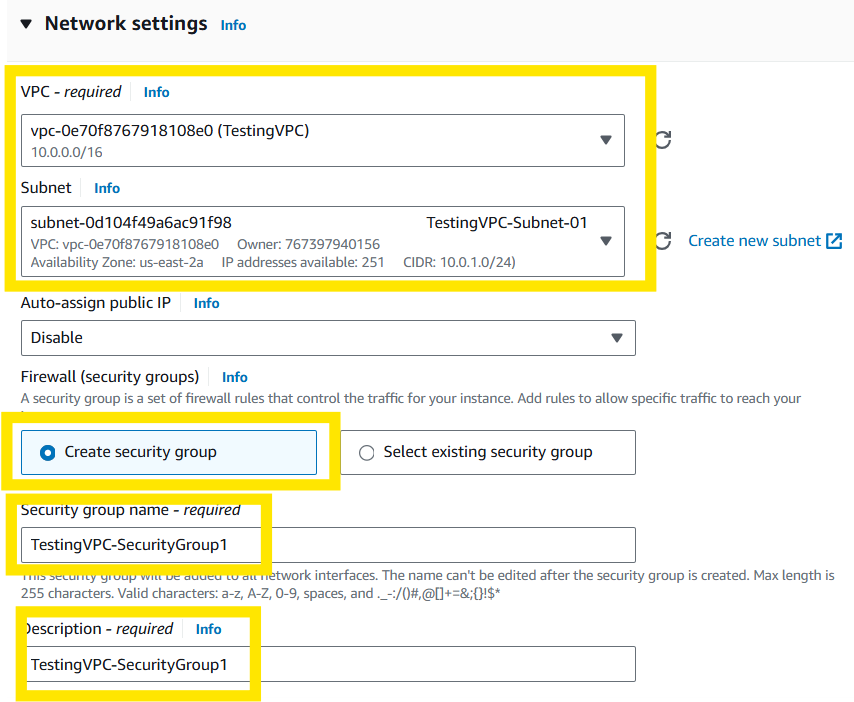 Network settings Info
VPC - required Info
vpc-0e70f8767918108e0 (TestingVPC)
10.0.0.0/16
Subnet Info
subnet-0d104f49a6ac91f98 TestingVPC-Subnet-01
VPC: vpc-0e70f8767918108e0 Owner: 767397940156
Availability Zone: us-east-2a IP addresses available: 251 CIDR: 10.0.1.0/24)
Create new subnet
Auto-assign public IP Info
Disable
Firewall (security groups) Info
A security group is a set of firewall rules that control the traffic for your instance. Add rules to allow specific traffic to reach your
Create security group
Select existing security group
Security group name - required
TestingVPC-SecurityGroup1
This security group will be added to all network interfaces. The name can't be edited after the security group is created. Max length is
255 characters. Valid characters: a-z, A-Z, 0-9, spaces, and ._-:/()#,@[]+=&;{}!$*
Description - required Info
TestingVPC-SecurityGroup1